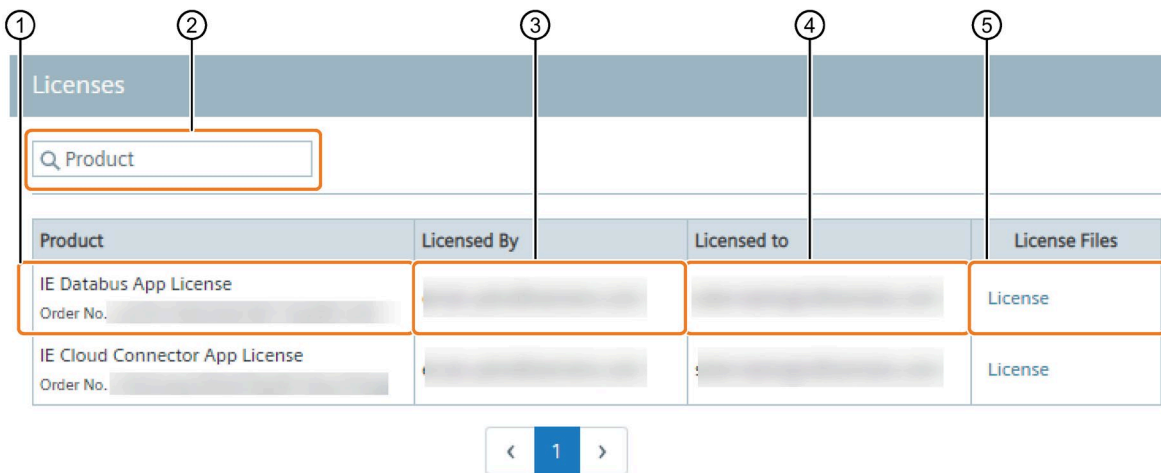 1 2 3 4 5
Licenses
Product
Product Licensed By Licensed to License Files
IE Databus App License
Order No.
License
IE Cloud Connector App License
Order No.
License
< 1 >